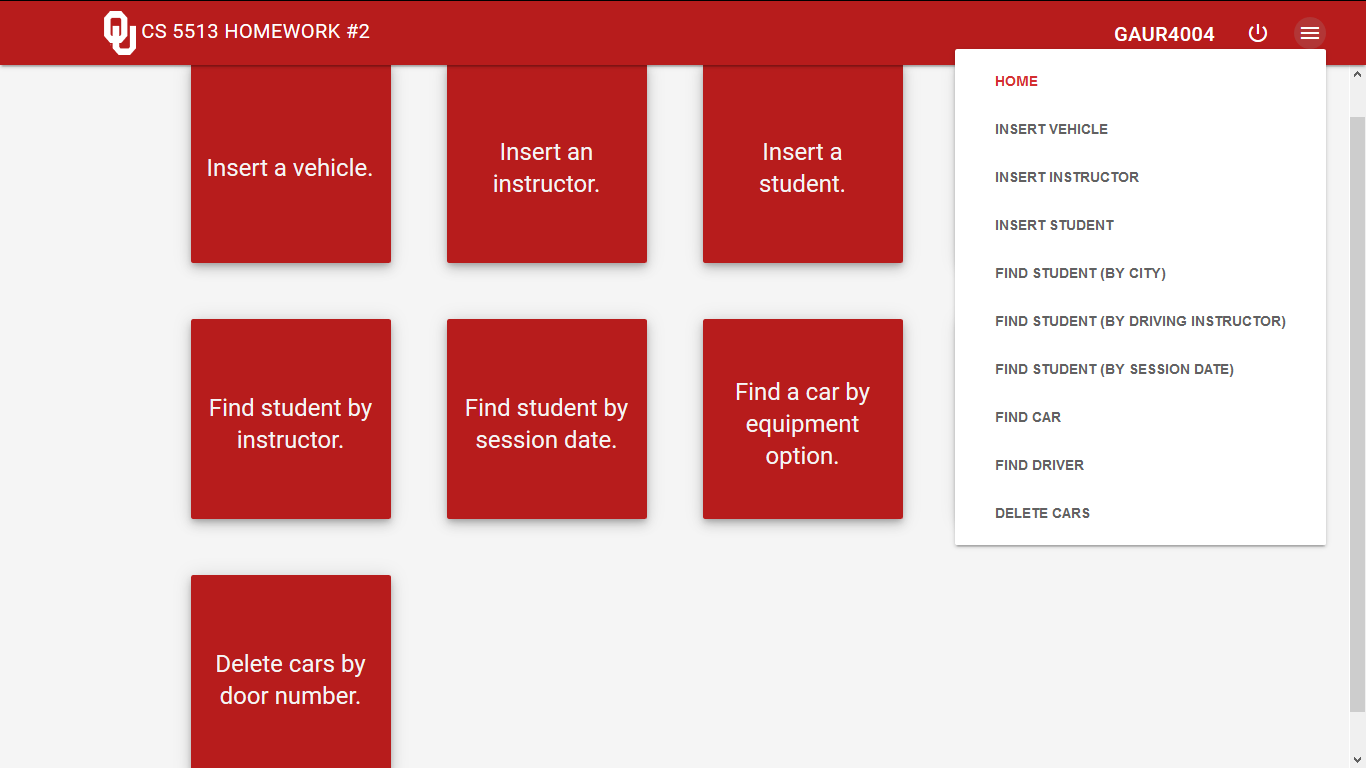 CS 5513 HOMEWORK #2
GAUR4004
HOME
INSERT VEHICLE
INSERT INSTRUCTOR
INSERT STUDENT
FIND STUDENT (BY CITY)
FIND STUDENT (BY DRIVING INSTRUCTOR)
FIND STUDENT (BY SESSION DATE)
FIND CAR
FIND DRIVER
DELETE CARS
Insert a vehicle.
Insert an
instructor.
Insert a
student.
Find student by
instructor.
Find student by
session date.
Find a car by
equipment
option.
Delete cars by
door number.